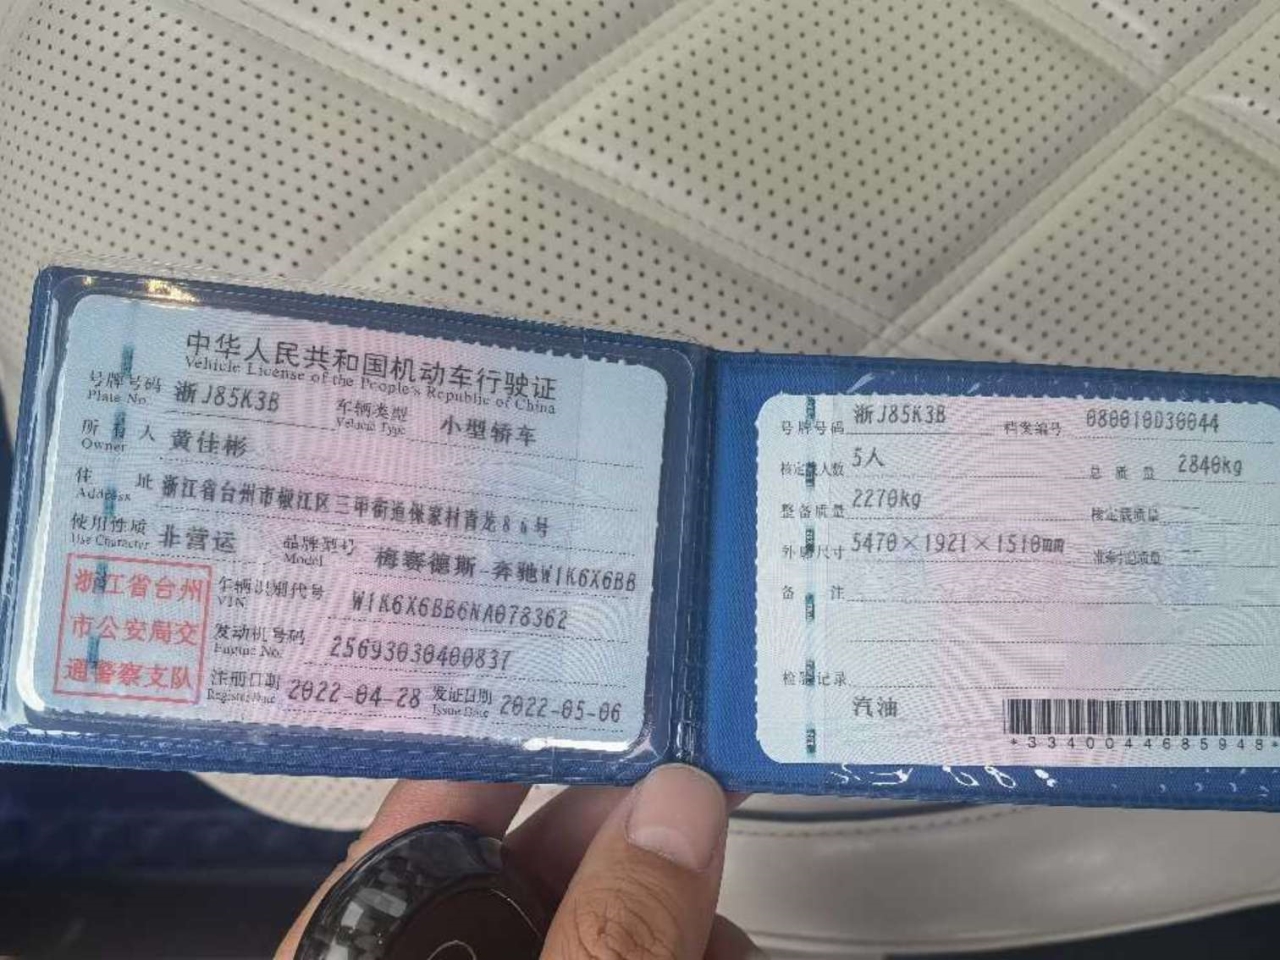 中华人民共和国机动车行驶证
Vehicle License of the People's Republic of China
号牌号码 浙J85K3B 车辆类型 小型轿车
Plate No. Vehicle Type
所有人 黄佳彬
Owner
住址 浙江省台州市椒江区三甲街道保家村青龙86号
Address
使用性质 非营运 品牌型号 梅赛德斯-奔驰W1K6X6BB
Use Character Model
浙江省台州
市公安局交
通警察支队
车辆识别代号 W1K6X6BB6NA078362
VIN
发动机号码 25693030400837
Engine No.
注册日期 2022-04-28 发证日期 2022-05-06
Register Date Issue Date
号牌号码 浙J85K3B 档案编号 080010030044
核定载人数 5人 总质量 2840kg
整备质量 2270kg 核定载质量 --
外廓尺寸 5470×1921×1510mm 准牵引总质量 --
备注
检验记录
汽油
*3340044685948*